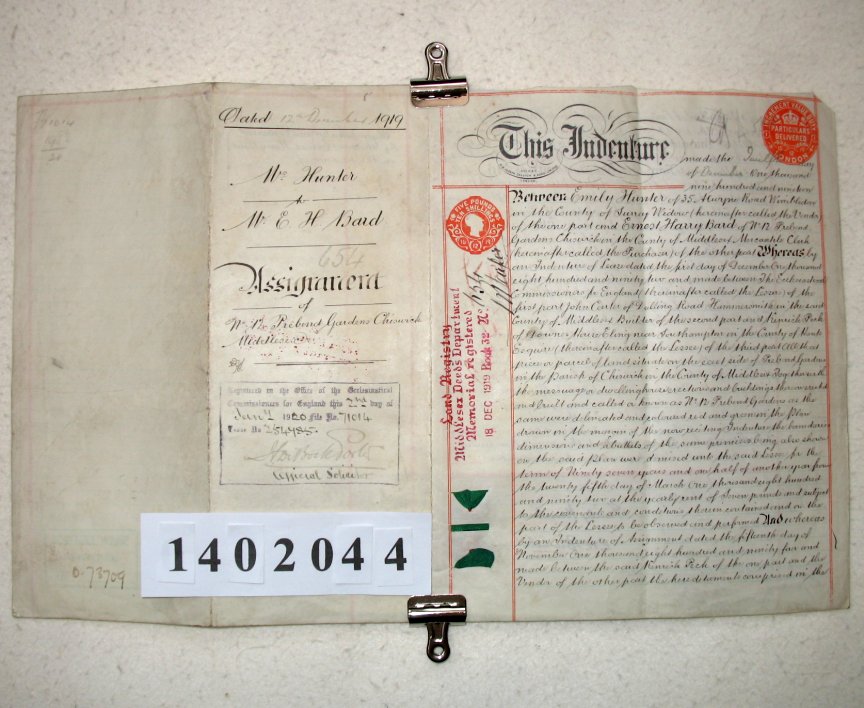 Dated 12th December 1919
Mrs Hunter
to
Mr. E. H. Bard
654
Assignment
of
No 12 Prebend Gardens Chiswick
Middlesex
Registered in the Office of the Ecclesiastical
Commissioners for England this 2nd day of
Jany 1920 File No. 71014
Official Solicitor
1402044
This Indenture
made the
of December One thousand
nine hundred and nineteen
INCREMENT VALUE DUTY
PARTICULARS
DELIVERED
LONDON
FIVE POUNDS
TEN SHILLINGS
Land Registry
Middlesex Deeds Department
Memorial registered
18 DEC 1919 Book 32 No. 654
Between Emily Hunter of 35 Road Wimbledon
in the County of Surrey Widow (hereinafter called the Vendor)
of the one part and Ernest Harry Bard of No 12 Prebend
Gardens Chiswick in the County of Middlesex Mercantile Clerk
hereinafter called the Purchaser) of the other part Whereas by
an Indenture of Lease dated the first day of December One thousand
eight hundred and ninety two and made between The Ecclesiastical
Commissioners for England (thereinafter called the Lessors) of the
first part John Corte of Dalling Road Hammersmith in the said
County of Middlesex Builder of the second part and Kenrick Peck
of near Southampton in the County of Hants
Esquire (thereinafter called the Lessee) of the third part All that
piece or parcel of land situate on the east side of Prebend Gardens
in the Parish of Chiswick in the County of Middlesex Together with
the messuage or dwellinghouse erections and buildings thereon erected
and built and called or known as No 12 Prebend Gardens as the
same were delineated and coloured red and green in the Plan
drawn in the margin of the now reciting Indenture the boundaries
dimensions and abuttals of the same premises being also shewn
on the said Plan were demised unto the said Lessee for the
term of Ninety seven years and one half of another year from
the twenty fifth day of March One thousand eight hundred
and ninety two at the yearly rent of Seven pounds and subject
to the covenants and conditions therein contained and on the
part of the Lessee to be observed and performed And whereas
by an Indenture of Assignment dated the fifteenth day of
November One thousand eight hundred and ninety five and
made between the said Kenrick Peck of the one part and the
Vendor of the other part the hereditaments comprised in the